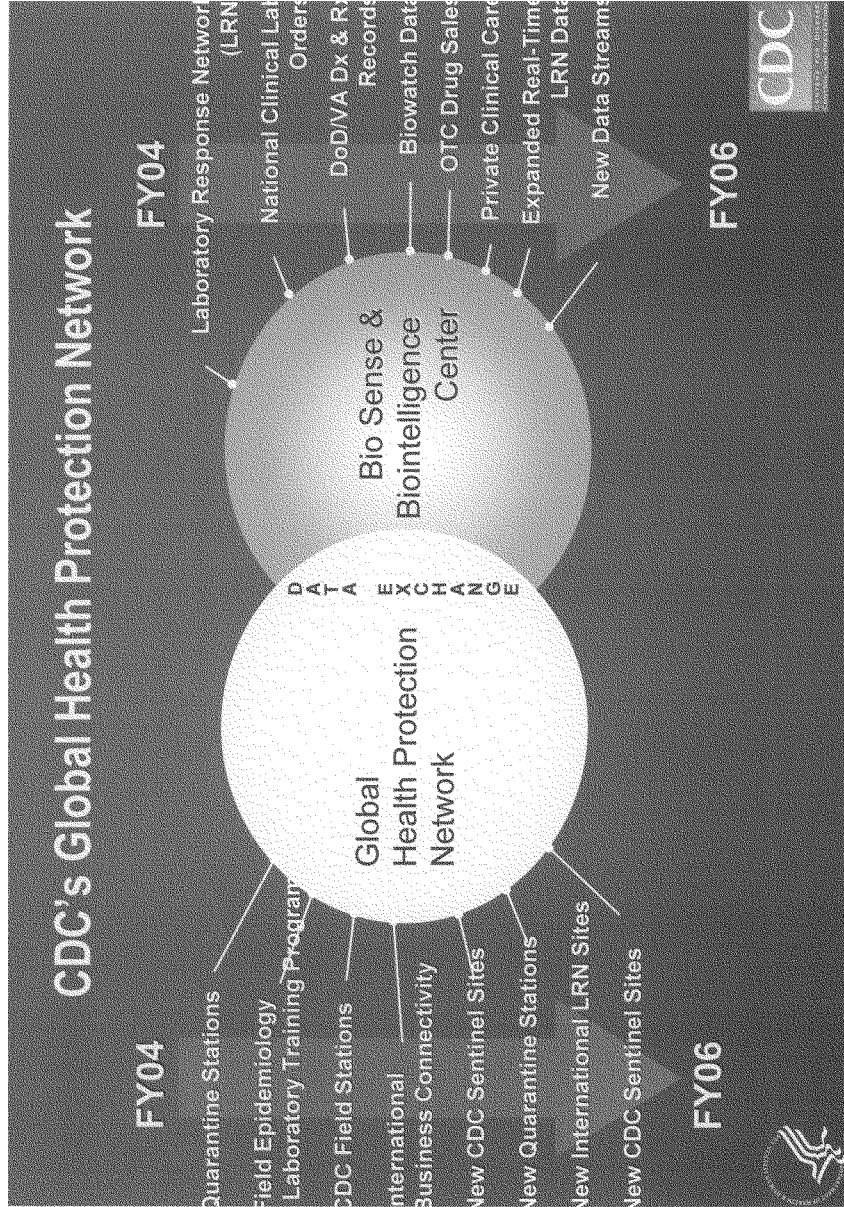 CDC's Global Health Protection Network
FY04
Quarantine Stations
Field Epidemiology
Laboratory Training Program
CDC Field Stations
International
Business Connectivity
New CDC Sentinel Sites
New Quarantine Stations
New International LRN Sites
New CDC Sentinel Sites
FY06
Global
Health Protection
Network
DATA EXCHANGE
Bio Sense &
Biointelligence
Center
FY04
Laboratory Response Network
(LRN
National Clinical Lab
Orders
DoD/VA Dx & Rx
Records
Biowatch Data
OTC Drug Sales
Private Clinical Care
Expanded Real-Time
LRN Data
New Data Streams
FY06
CDC